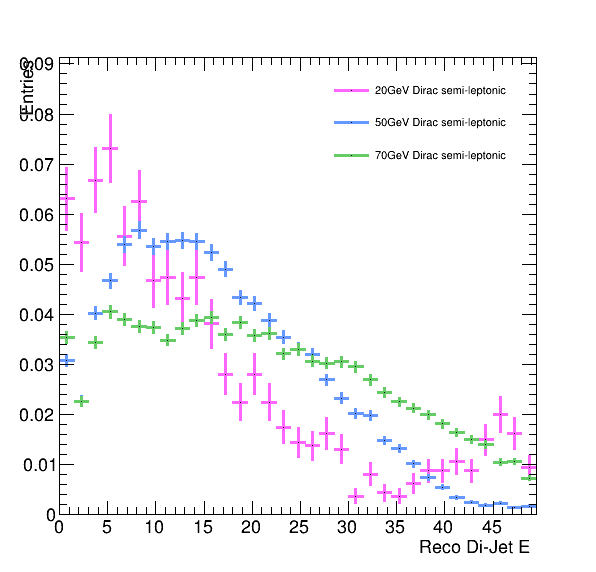 0.09
Entries
0.08
0.07
0.06
0.05
0.04
0.03
0.02
0.01
0
20GeV Dirac semi-leptonic
50GeV Dirac semi-leptonic
70GeV Dirac semi-leptonic
0 5 10 15 20 25 30 35 40 45
Reco Di-Jet E